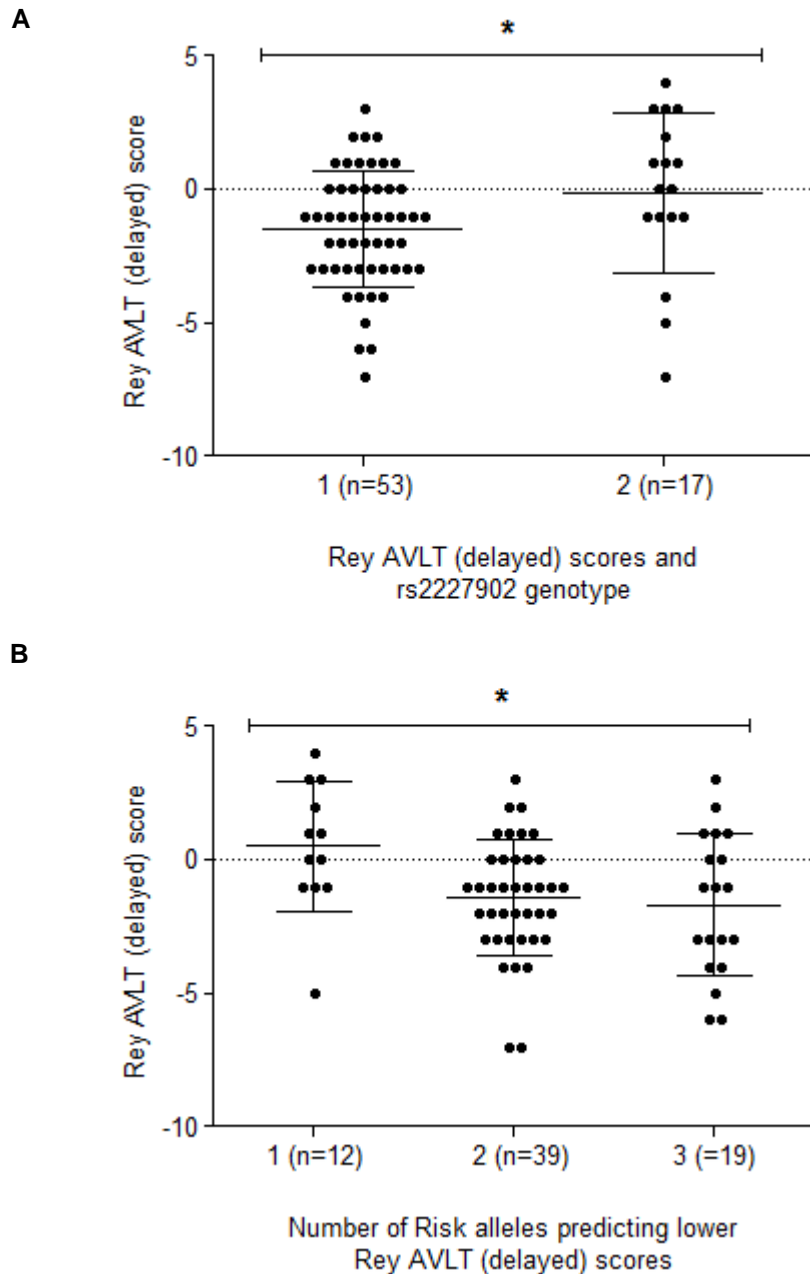 A
*
5
0
-5
-10
Rey AVLT (delayed) score
1 (n=53)
2 (n=17)
Rey AVLT (delayed) scores and
rs2227902 genotype
B
*
5
0
-5
-10
Rey AVLT (delayed) score
1 (n=12)
2 (n=39)
3 (=19)
Number of Risk alleles predicting lower
Rey AVLT (delayed) scores